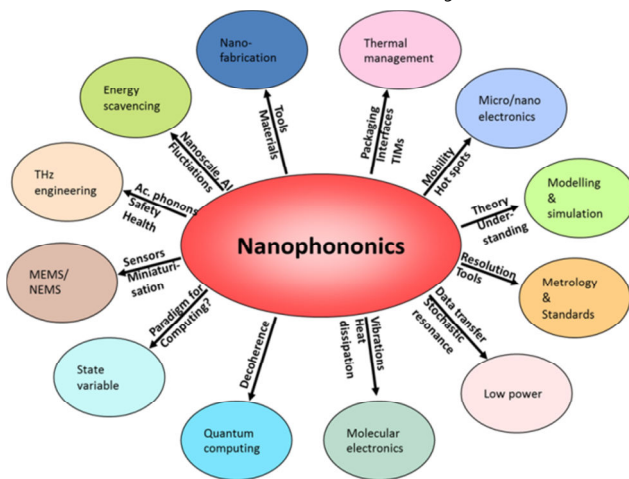 Nano-
fabrication
Thermal
management
Energy
scavencing
Micro/nano
electronics
Tools
Materials
Packaging
Interfaces
TIMs
Nanoscale, AI
Fluctiations
Mobility
Hot spots
THz
engineering
Ac. phonons
Safety
Health
Theory
Under-
standing
Modelling
&
simulation
Nanophononics
MEMS/
NEMS
Sensors
Miniaturi-
sation
Resolution
Tools
Metrology
&
Standards
Paradigm for
Computing?
Data transfer
Stochastic
resonance
State
variable
Decoherence
Vibrations
Heat
dissipation
Low power
Quantum
computing
Molecular
electronics